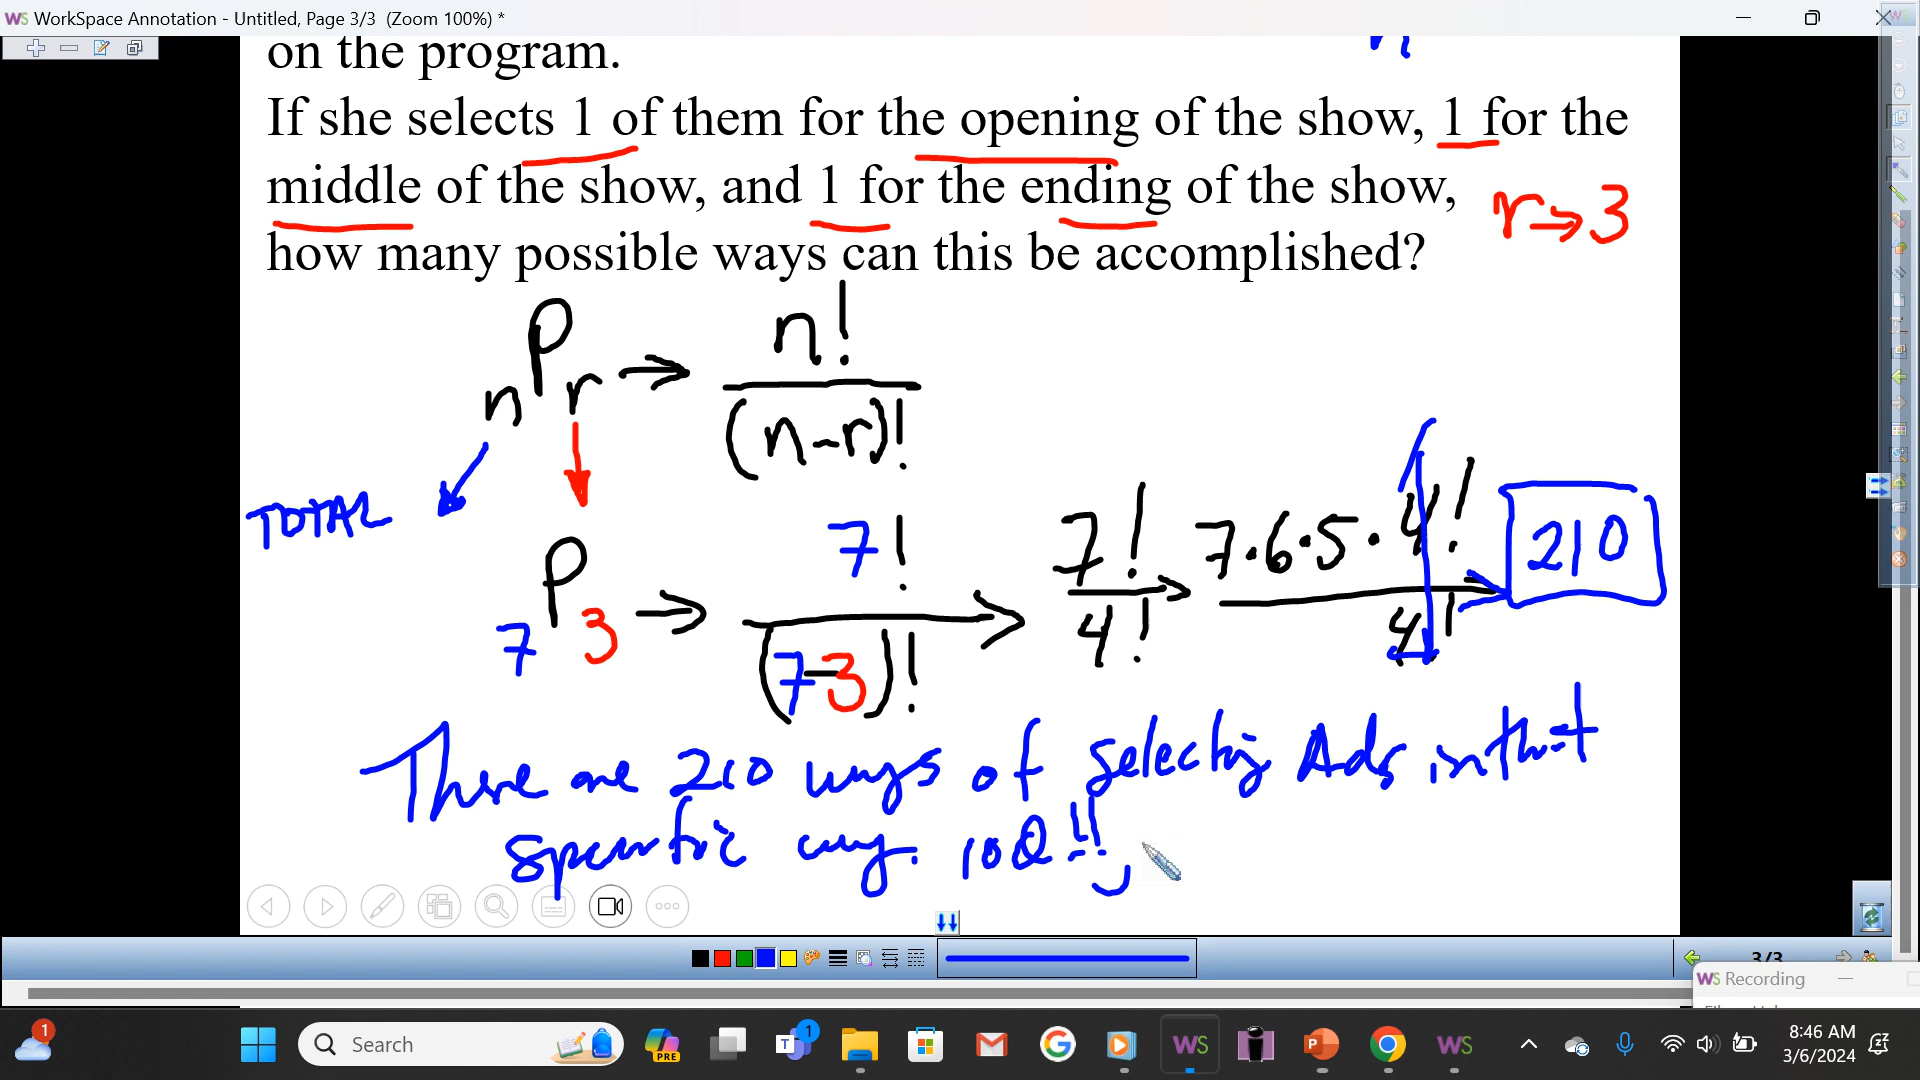 WS WorkSpace Annotation - Untitled, Page 3/3 (Zoom 100%) *
on the program.
n
If she selects 1 of them for the opening of the show, 1 for the
middle of the show, and 1 for the ending of the show,
r → 3
how many possible ways can this be accomplished?
nPr → n!
(n-r)!
TOTAL
7P3 → 7!
(7-3)!
7!
4!
7·6·5·4!
4!
210
There are 210 ways of selecting Ads in that
specific way. 100!!
3/3
WS Recording
Search
PRE
1
1
8:46 AM
3/6/2024